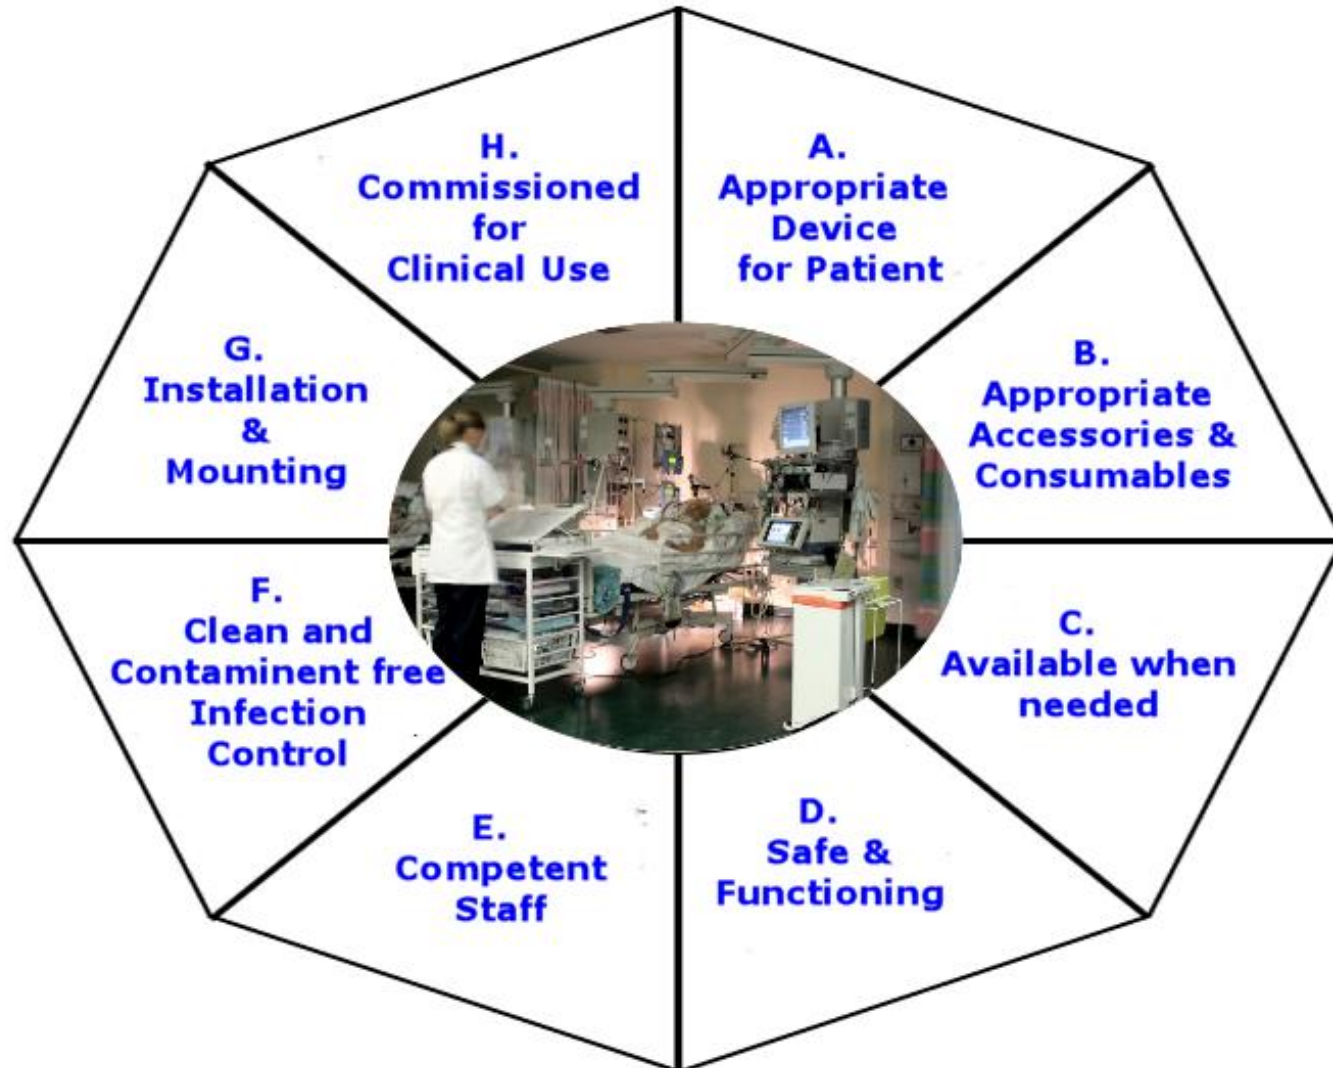 A.
Appropriate
Device
for Patient
B.
Appropriate
Accessories &
Consumables
C.
Available when
needed
D.
Safe &
Functioning
E.
Competent
Staff
F.
Clean and
Contaminent free
Infection
Control
G.
Installation
&
Mounting
H.
Commissioned
for
Clinical Use